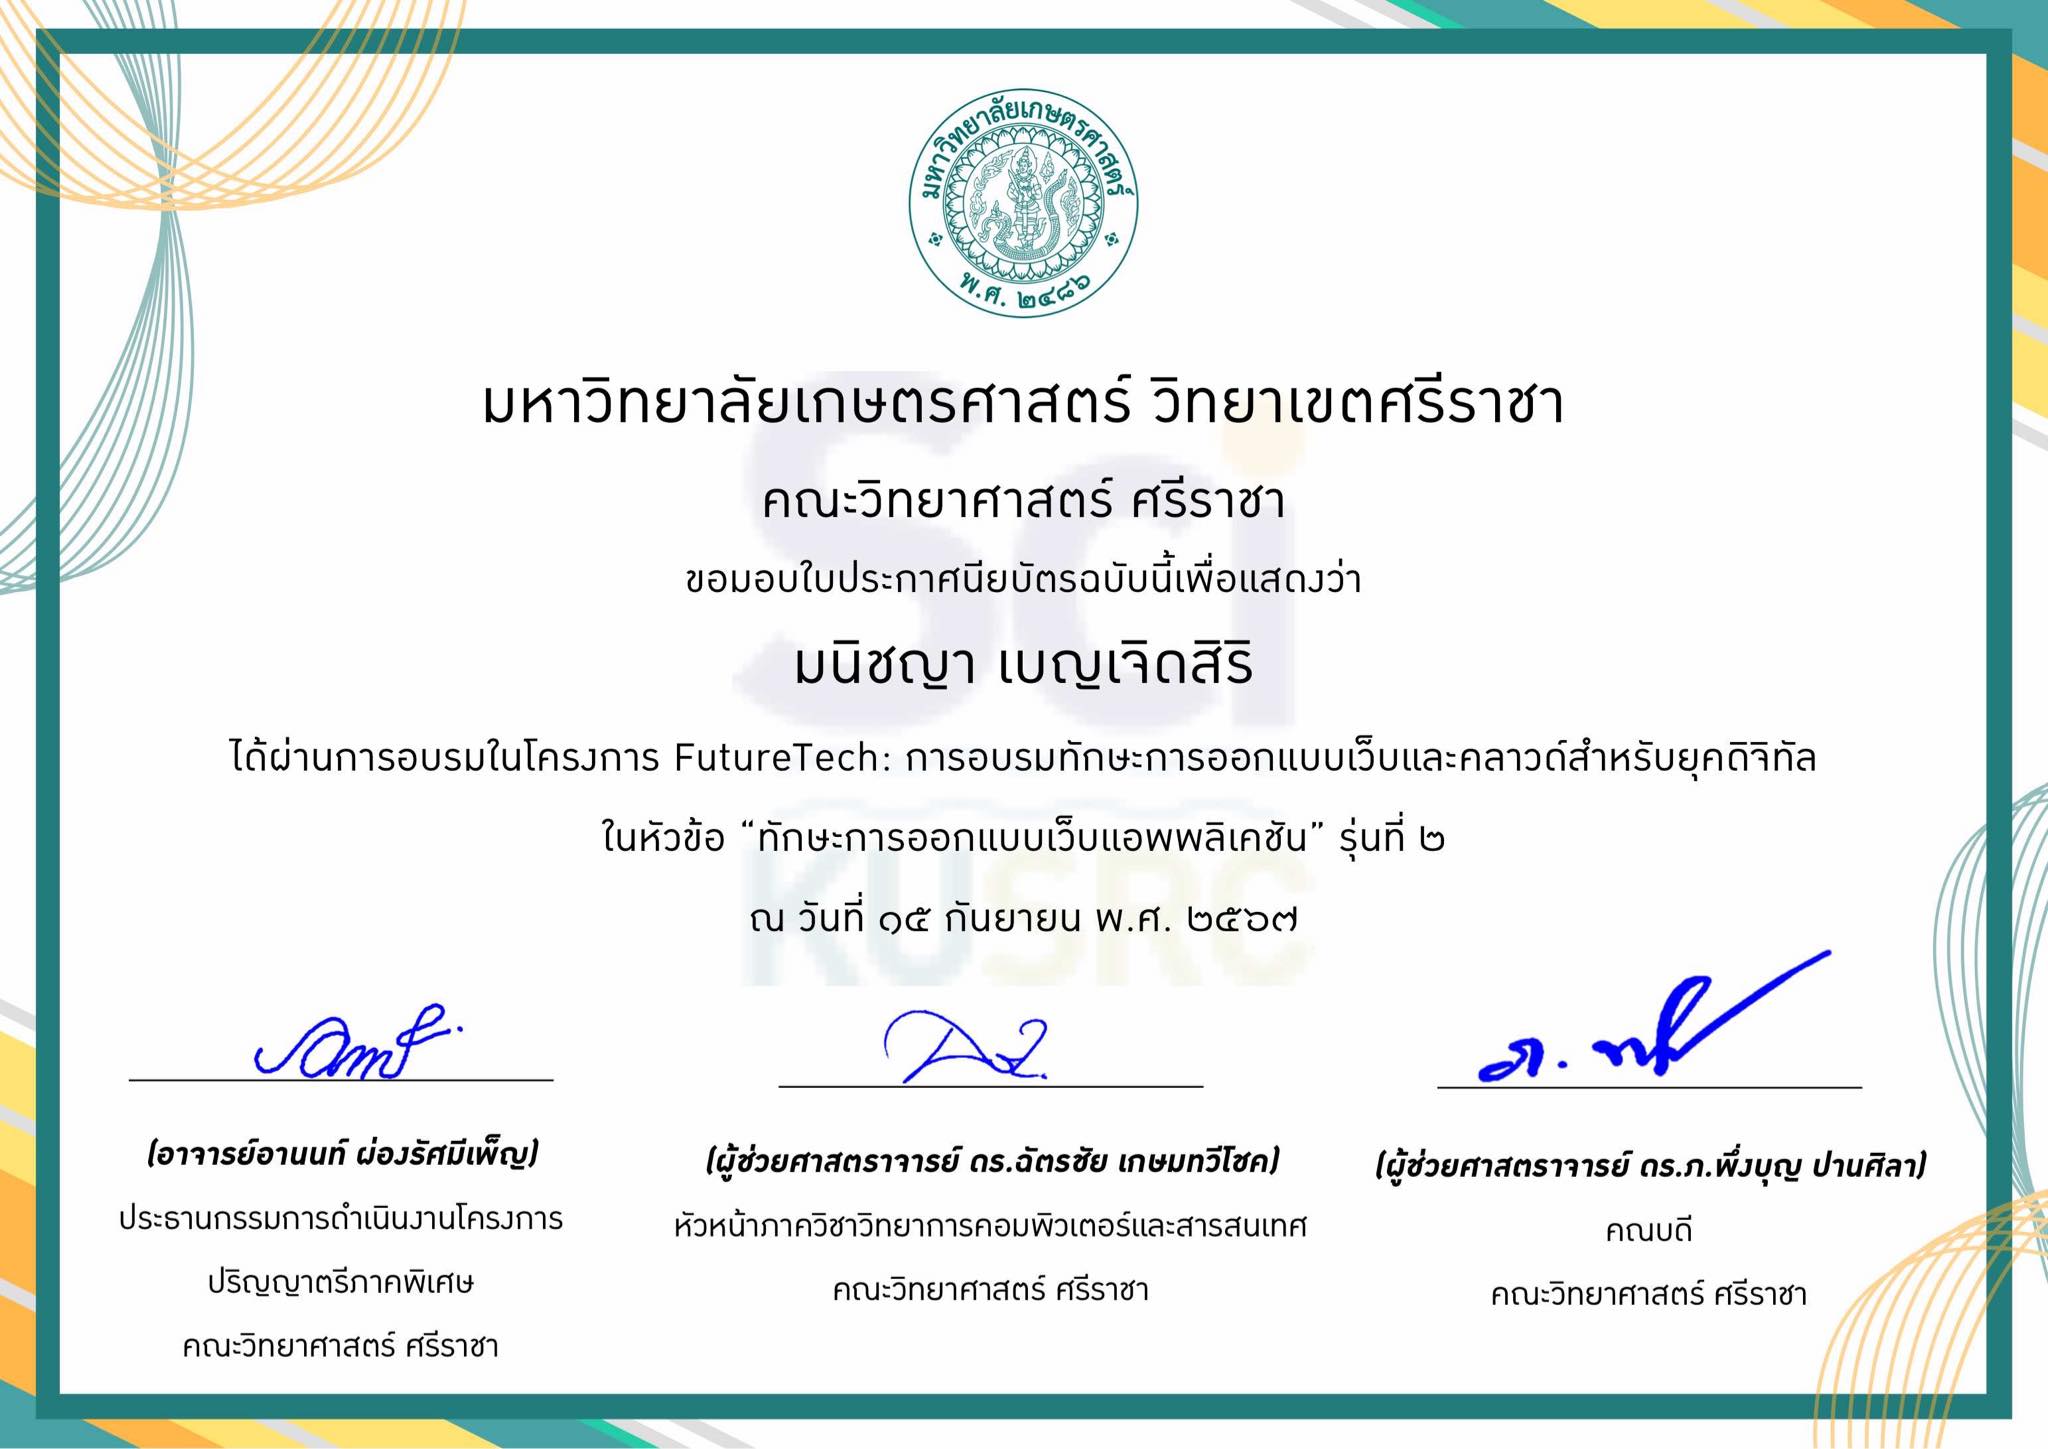 มหาวิทยาลัยเกษตรศาสตร์
พ.ศ. ๒๔๘๖
มหาวิทยาลัยเกษตรศาสตร์ วิทยาเขตศรีราชา
คณะวิทยาศาสตร์ ศรีราชา
ขอมอบใบประกาศนียบัตรฉบับนี้เพื่อแสดงว่า
มนิชญา เบญเจิดสิริ
ได้ผ่านการอบรมในโครงการ FutureTech: การอบรมทักษะการออกแบบเว็บและคลาวด์สำหรับยุคดิจิทัล
ในหัวข้อ “ทักษะการออกแบบเว็บแอพพลิเคชัน” รุ่นที่ ๒
ณ วันที่ ๑๕ กันยายน พ.ศ. ๒๕๖๗
Sci
KUSRC
(อาจารย์อานนท์ ผ่องรัศมีเพ็ญ)
ประธานกรรมการดำเนินงานโครงการ
ปริญญาตรีภาคพิเศษ
คณะวิทยาศาสตร์ ศรีราชา
(ผู้ช่วยศาสตราจารย์ ดร.ฉัตรชัย เกษมทวีโชค)
หัวหน้าภาควิชาวิทยาการคอมพิวเตอร์และสารสนเทศ
คณะวิทยาศาสตร์ ศรีราชา
(ผู้ช่วยศาสตราจารย์ ดร.ภ.พึ่งบุญ ปานศิลา)
คณบดี
คณะวิทยาศาสตร์ ศรีราชา